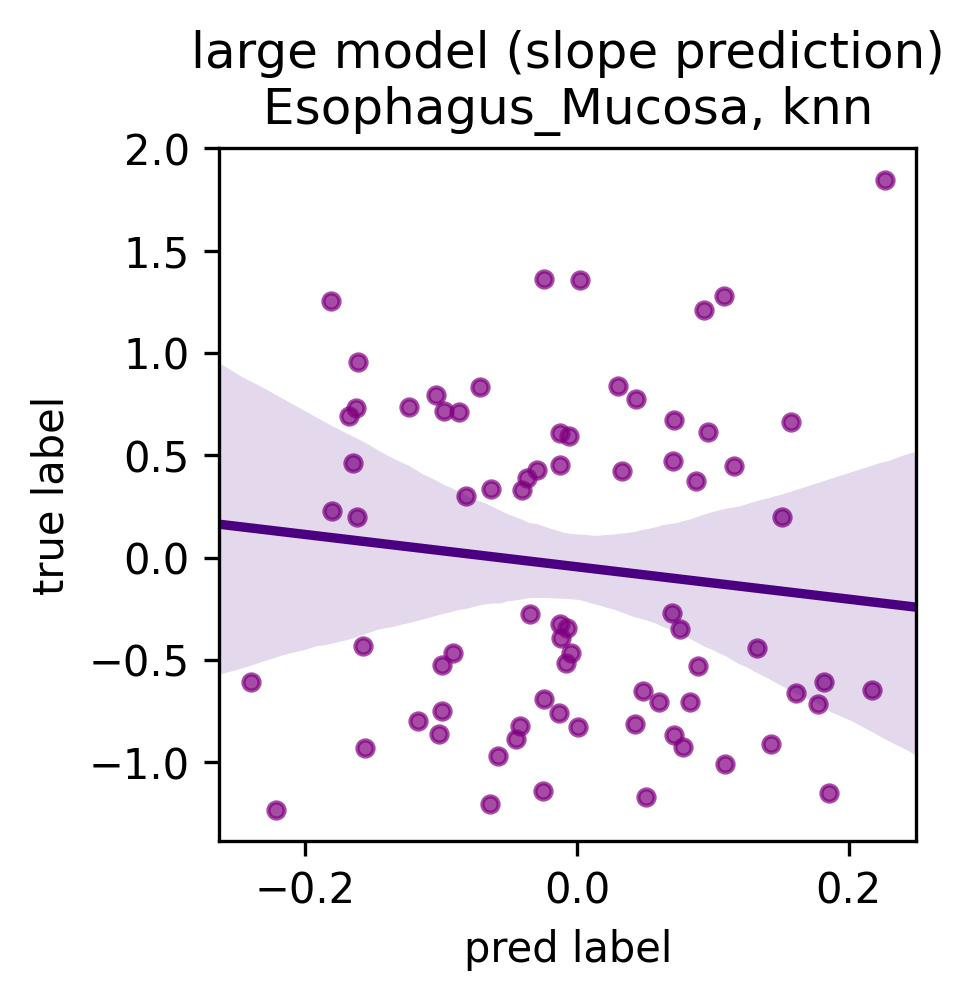 large model (slope prediction)
Esophagus_Mucosa, knn
2.0
1.5
1.0
0.5
0.0
−0.5
−1.0
true label
−0.2
0.0
0.2
pred label